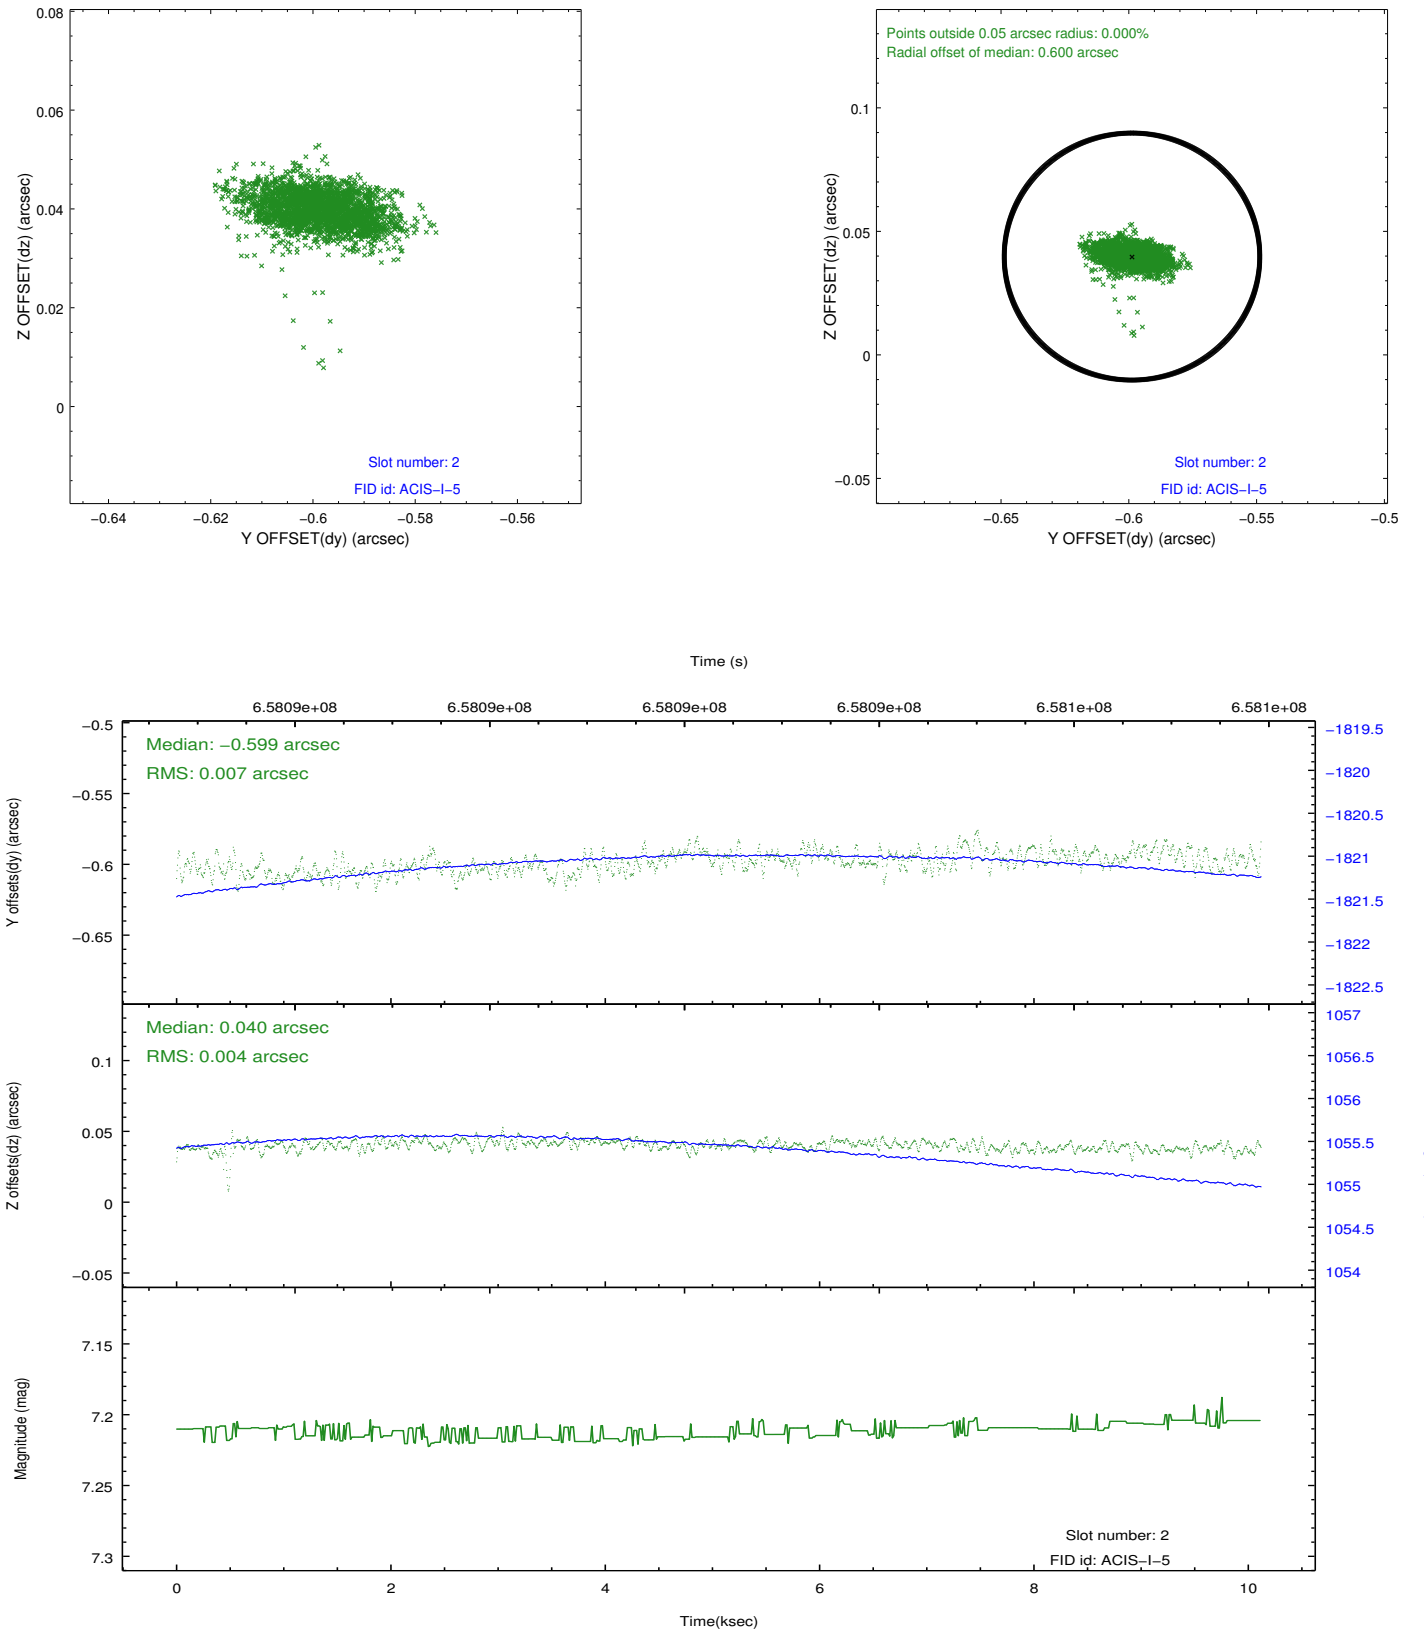 0.08
0.06
0.04
0.02
0
Z OFFSET(dz) (arcsec)
Slot number: 2
FID id: ACIS−I−5
−0.64 −0.62 −0.6 −0.58 −0.56
Y OFFSET(dy) (arcsec)
Points outside 0.05 arcsec radius: 0.000%
Radial offset of median: 0.600 arcsec
0.1
0.05
0
−0.05
Z OFFSET(dz) (arcsec)
Slot number: 2
FID id: ACIS−I−5
−0.65 −0.6 −0.55 −0.5
Y OFFSET(dy) (arcsec)
Time (s)
6.5809e+08 6.5809e+08 6.5809e+08 6.5809e+08 6.581e+08 6.581e+08
Median: −0.599 arcsec
RMS: 0.007 arcsec
−0.5
−0.55
−0.6
−0.65
Y offsets(dy) (arcsec)
−1819.5
−1820
−1820.5
−1821
−1821.5
−1822
−1822.5
Median: 0.040 arcsec
RMS: 0.004 arcsec
0.1
0.05
0
−0.05
Z offsets(dz) (arcsec)
1057
1056.5
1056
1055.5
1055
1054.5
1054
7.15
7.2
7.25
7.3
Magnitude (mag)
Slot number: 2
FID id: ACIS−I−5
0 2 4 6 8 10
Time(ksec)